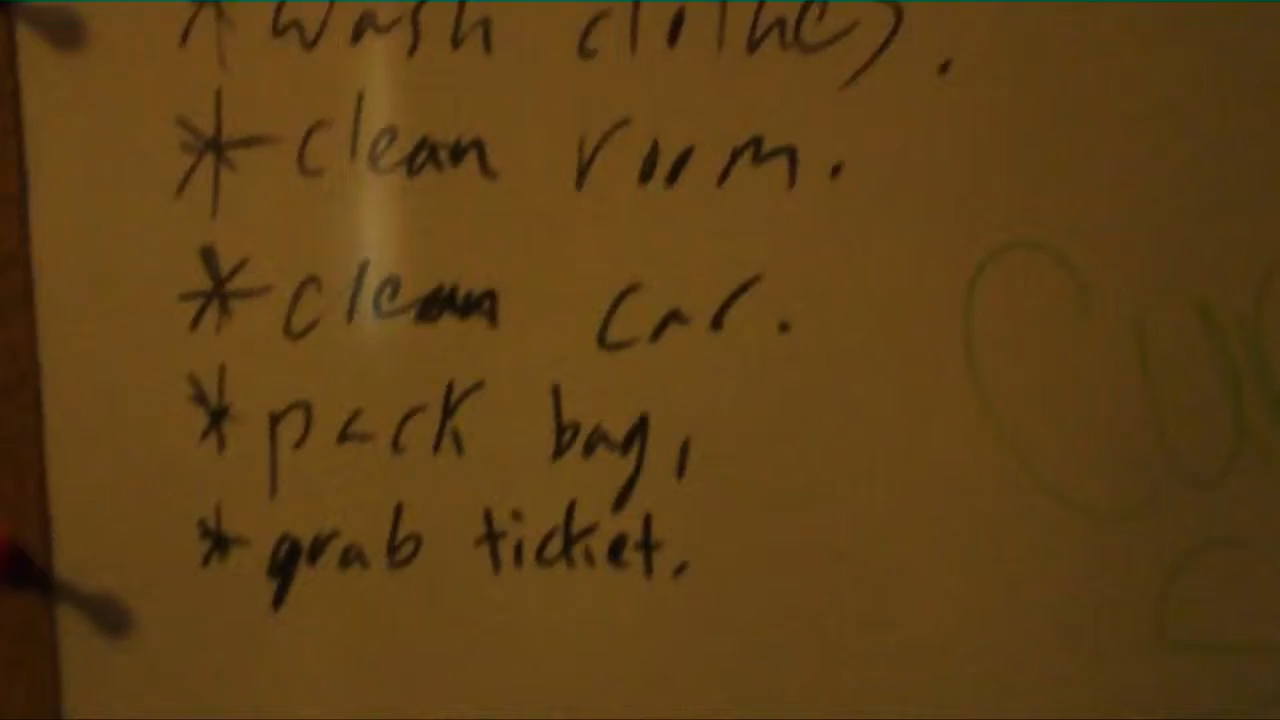 * wash clothes.
* clean room.
* clean car.
* pack bag,
* grab ticket.